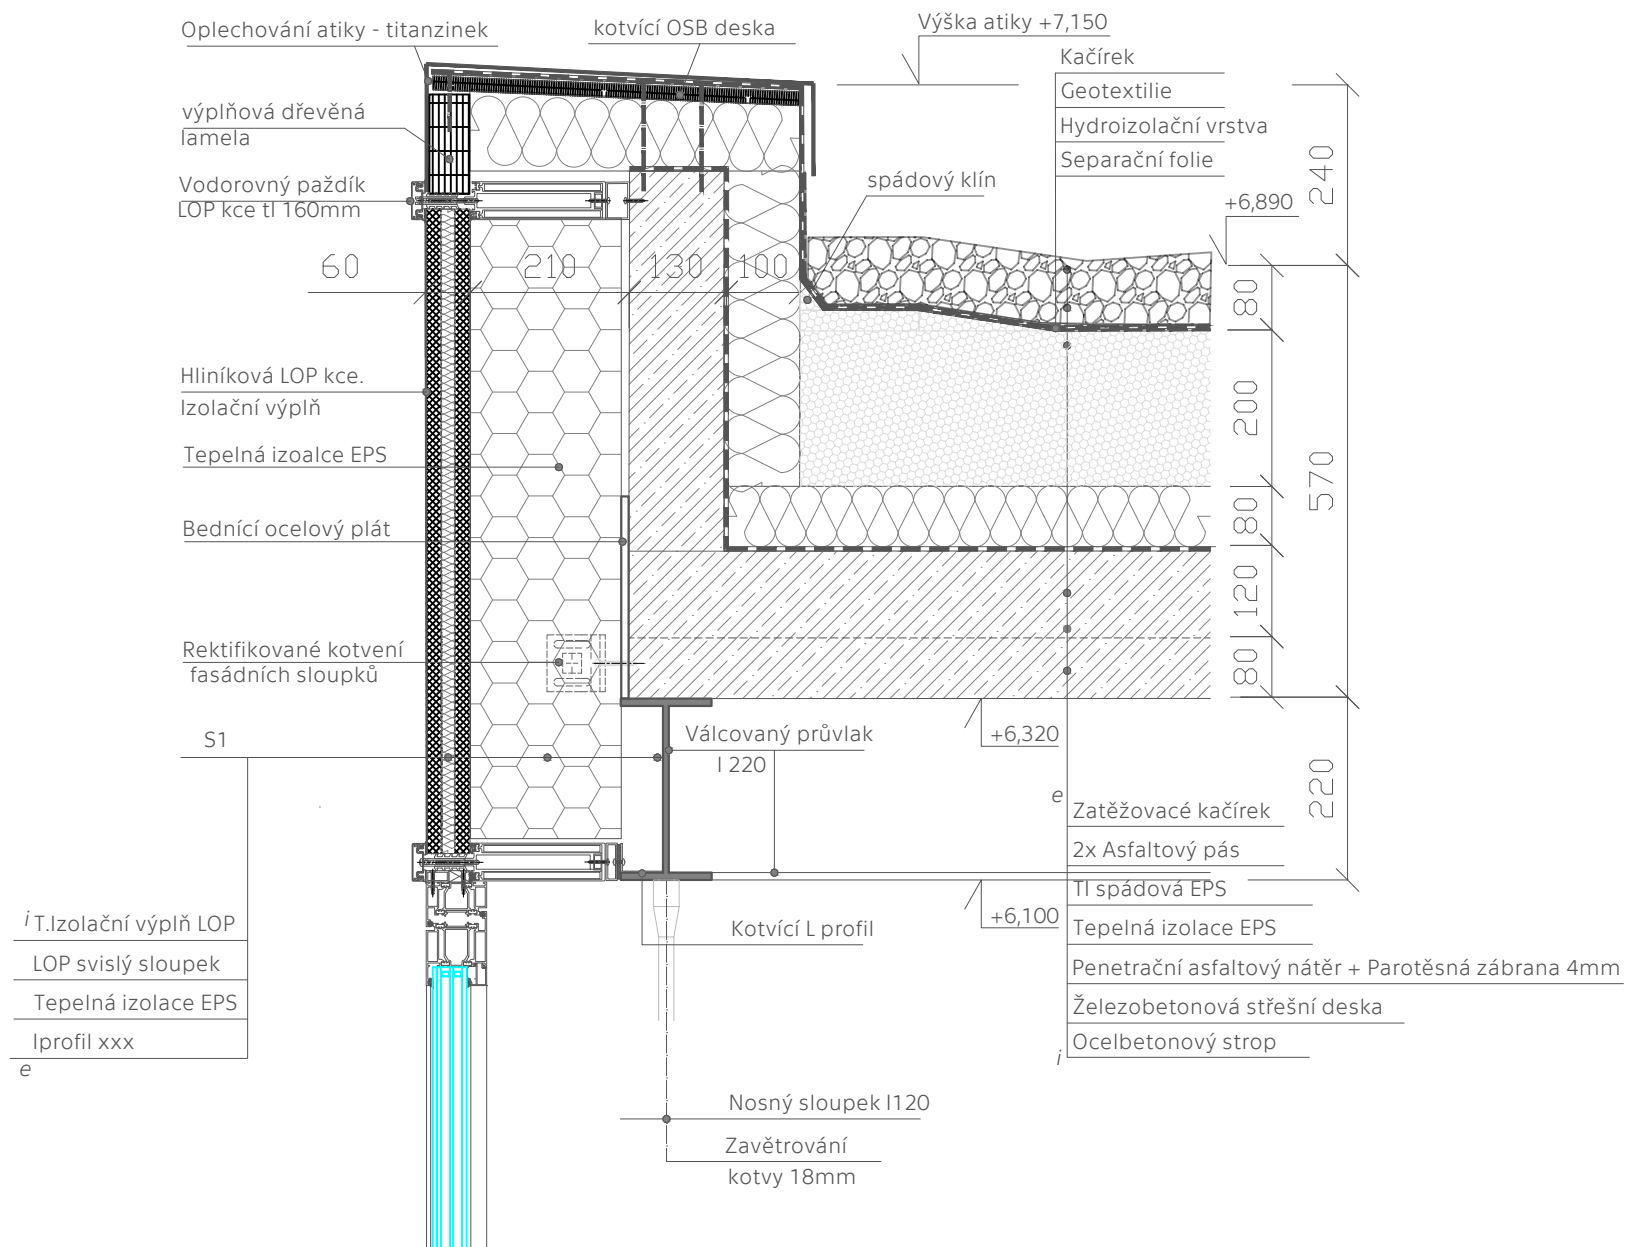 Oplechování atiky - titanzinek
kotvící OSB deska
Výška atiky +7,150
Kačírek
Geotextilie
Hydroizolační vrstva
Separační folie
výplňová dřevěná
lamela
Vodorovný paždík
LOP kce tl 160mm
spádový klín
+6,890
240
60
210
130
100
80
Hliníková LOP kce.
Izolační výplň
200
Tepelná izoalce EPS
570
Bednící ocelový plát
80
120
Rektifikované kotvení
fasádních sloupků
80
S1
Válcovaný průvlak
I 220
+6,320
220
e
Zatěžovacé kačírek
2x Asfaltový pás
TI spádová EPS
+6,100
Tepelná izolace EPS
Penetrační asfaltový nátěr + Parotěsná zábrana 4mm
Železobetonová střešní deska
Ocelbetonový strop
i
i
T.Izolační výplň LOP
LOP svislý sloupek
Tepelná izolace EPS
Iprofil xxx
e
Kotvící L profil
Nosný sloupek I120
Zavětrování
kotvy 18mm